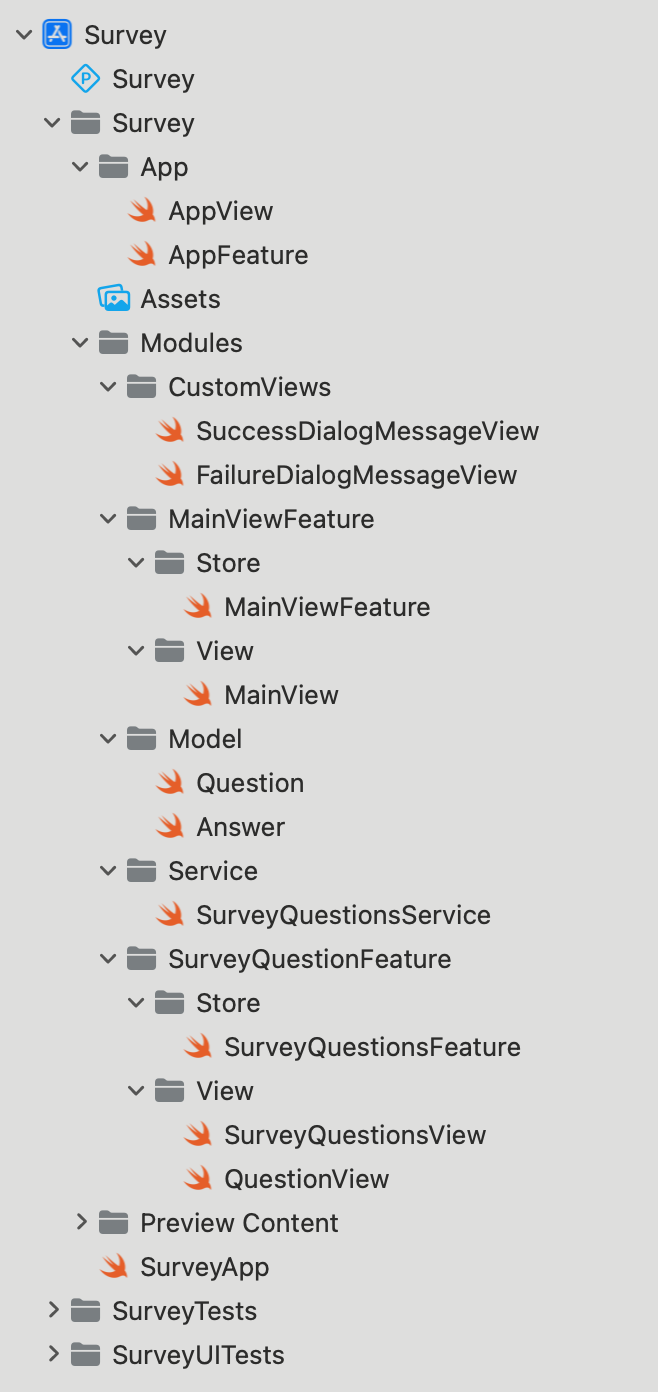 Survey
Survey
Survey
App
AppView
AppFeature
Assets
Modules
CustomViews
SuccessDialogMessageView
FailureDialogMessageView
MainViewFeature
Store
MainViewFeature
View
MainView
Model
Question
Answer
Service
SurveyQuestionsService
SurveyQuestionFeature
Store
SurveyQuestionsFeature
View
SurveyQuestionsView
QuestionView
Preview Content
SurveyApp
SurveyTests
SurveyUITests